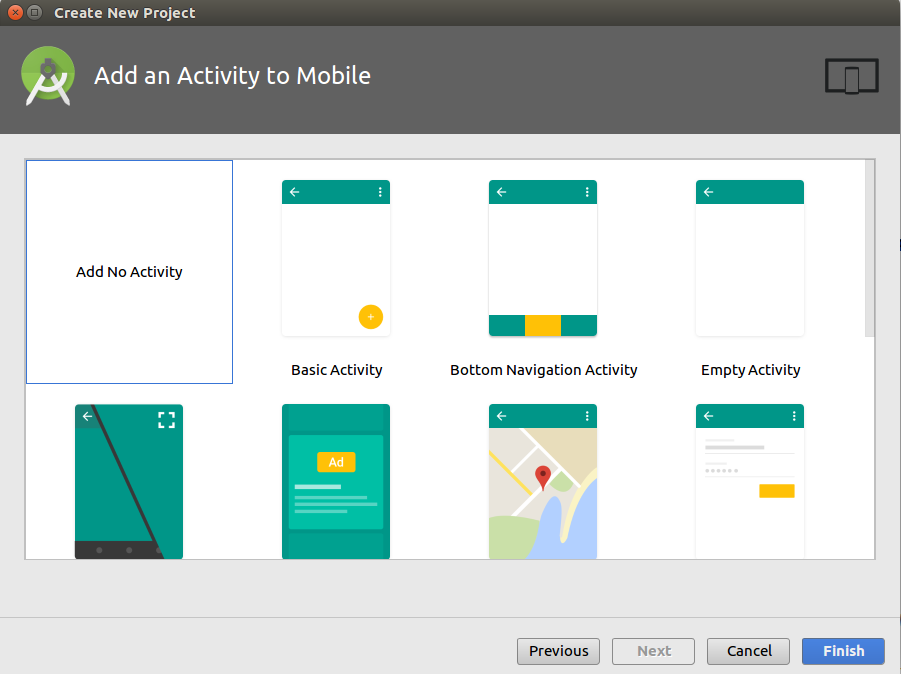 Create New Project
Add an Activity to Mobile
Add No Activity
Basic Activity
Bottom Navigation Activity
Empty Activity
Ad
Previous
Next
Cancel
Finish